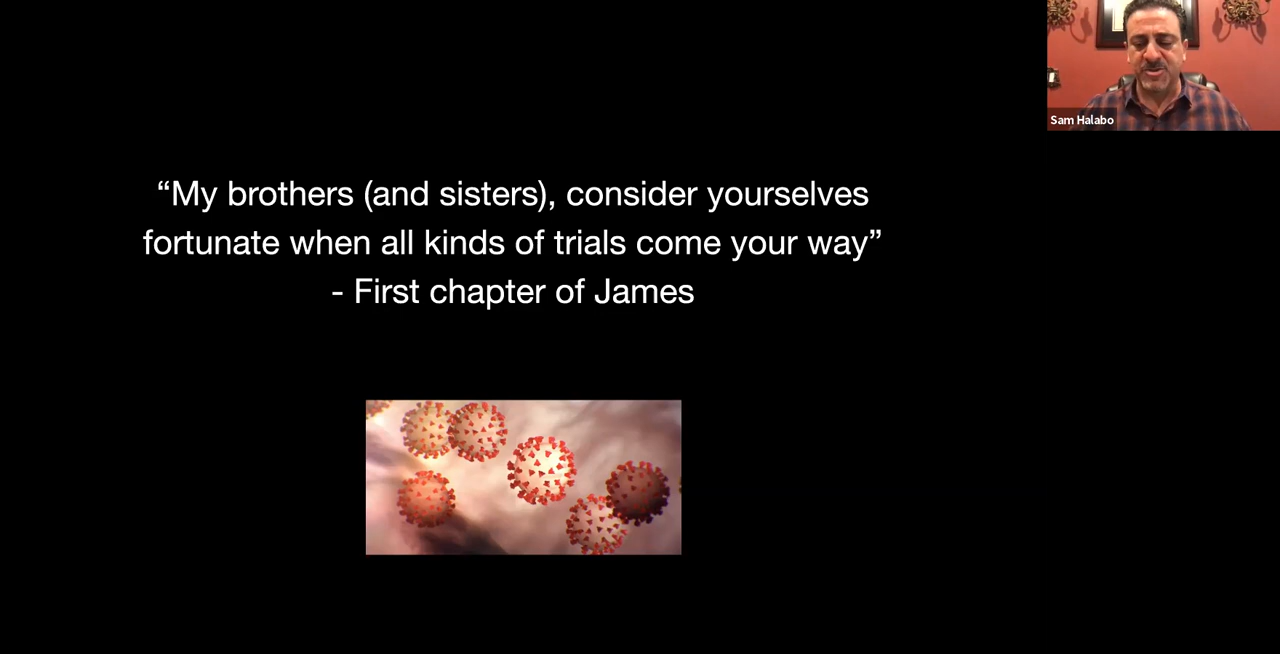 “My brothers (and sisters), consider yourselves
fortunate when all kinds of trials come your way”
- First chapter of James
Sam Halabo